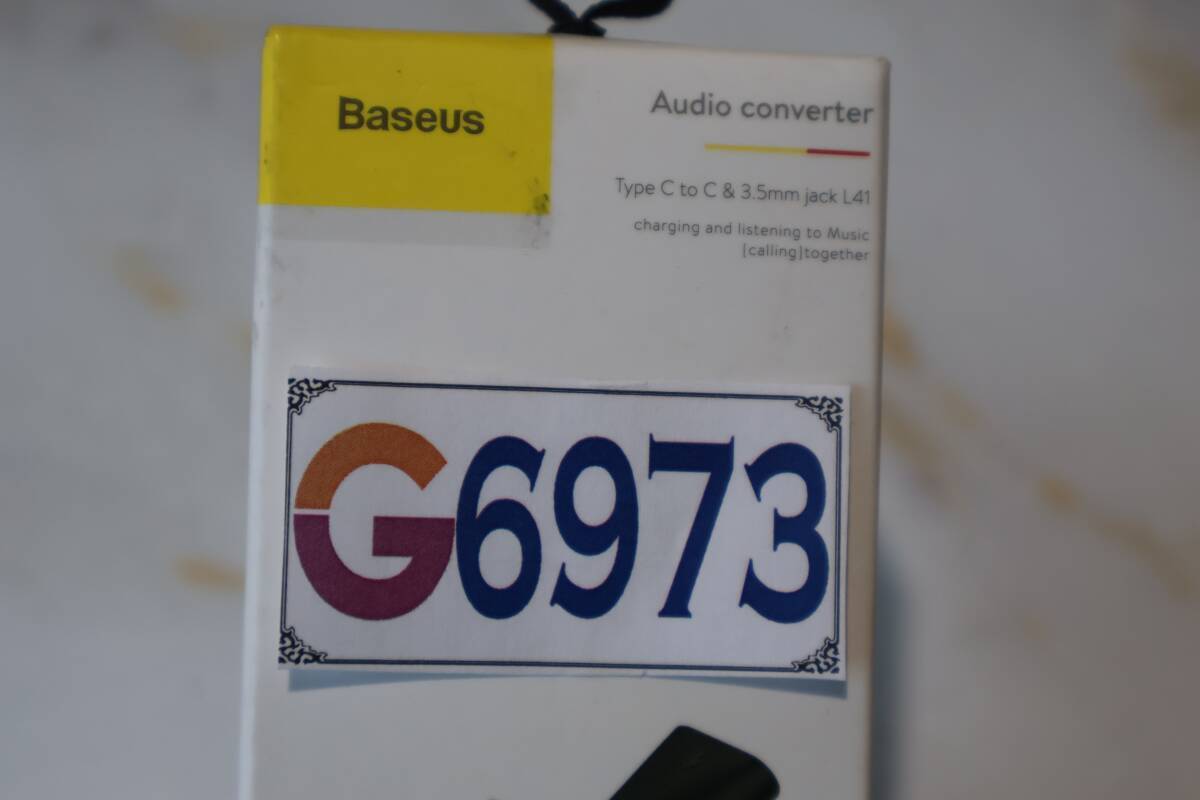 Baseus
Audio converter
Type C to C & 3.5mm jack L41
charging and listening to Music
[calling]together
G6973